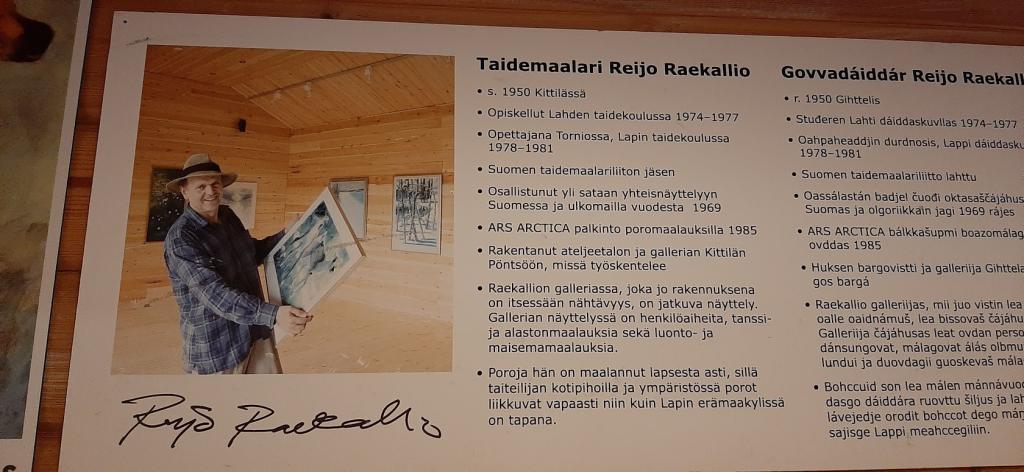 Taidemaalari Reijo Raekallio
• s. 1950 Kittilässä
• Opiskellut Lahden taidekoulussa 1974–1977
• Opettajana Torniossa, Lapin taidekoulussa
1978–1981
• Suomen taidemaalariliiton jäsen
• Osallistunut yli sataan yhteisnäyttelyyn
Suomessa ja ulkomailla vuodesta 1969
• ARS ARCTICA palkinto poromaalauksilla 1985
• Rakentanut ateljeetalon ja gallerian Kittilän
Pöntsöön, missä työskentelee
• Raekallion galleriassa, joka jo rakennuksena
on itsessään nähtävyys, on jatkuva näyttely.
Gallerian näyttelyssä on henkilöaiheita, tanssi-
ja alastonmaalauksia sekä luonto- ja
maisemamaalauksia.
• Poroja hän on maalannut lapsesta asti, sillä
taiteilijan kotipihoilla ja ympäristössä porot
liikkuvat vapaasti niin kuin Lapin erämaakylissä
on tapana.
Reijo Raekallio
Govvadáiddár Reijo Raekall
• r. 1950 Gihttelis
• Stuđeren Lahti dáiddaskuvllas 1974–1977
• Oahpaheaddjin durdnosis, Lappi dáiddasku
1978–1981
• Suomen taidemaalariliitto lahttu
• Oassálastán badjel čuođi oktasaščájáhus
Suomas ja olgoriikkain jagi 1969 rájes
• ARS ARCTICA bálkkašupmi boazomálag
ovddas 1985
• Huksen bargovistti ja galleriija Gihttela
gos bargá
• Raekallio galleriijas, mii juo vistin lea
oalle oaidnámuš, lea bissovaš čájáhu
Galleriija čájáhusas leat ovdan perso
dánsungovat, málagovat álás olbmu
lundui ja duovdagii guoskevaš mála
• Bohccuid son lea málen mánnávuo
dasgo dáiddára ruovttu šiljus ja lah
lávejedje orodit bohccot dego mán
sajisge Lappi meahccegiliin.